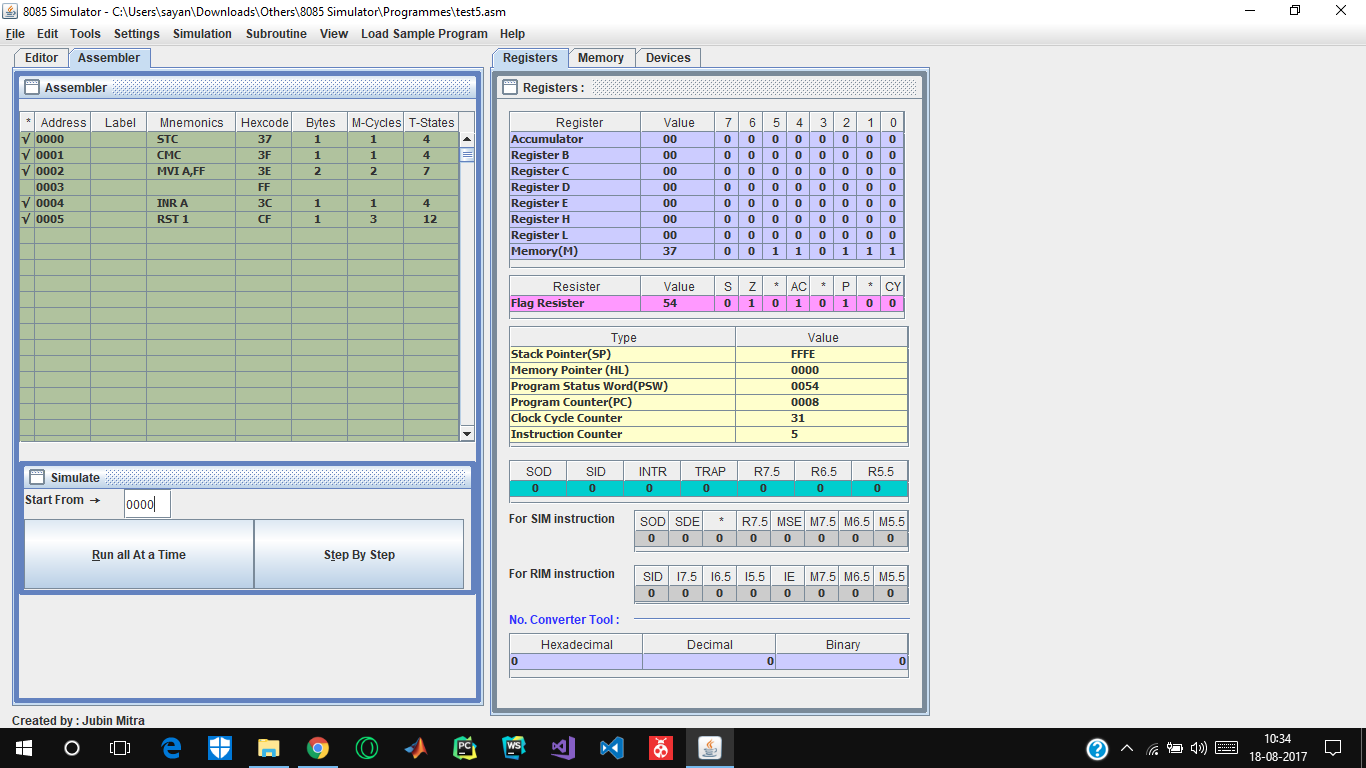 8085 Simulator - C:\Users\sayan\Downloads\Others\8085 Simulator\Programmes\test5.asm
File Edit Tools Settings Simulation Subroutine View Load Sample Program Help
Editor Assembler
Assembler
* Address Label Mnemonics Hexcode Bytes M-Cycles T-States
√ 0000 STC 37 1 1 4
√ 0001 CMC 3F 1 1 4
√ 0002 MVI A,FF 3E 2 2 7
0003 FF
√ 0004 INR A 3C 1 1 4
√ 0005 RST 1 CF 1 3 12
Simulate
Start From → 0000
Run all At a Time Step By Step
Created by : Jubin Mitra
Registers Memory Devices
Registers :
Register Value 7 6 5 4 3 2 1 0
Accumulator 00 0 0 0 0 0 0 0 0
Register B 00 0 0 0 0 0 0 0 0
Register C 00 0 0 0 0 0 0 0 0
Register D 00 0 0 0 0 0 0 0 0
Register E 00 0 0 0 0 0 0 0 0
Register H 00 0 0 0 0 0 0 0 0
Register L 00 0 0 0 0 0 0 0 0
Memory(M) 37 0 0 1 1 0 1 1 1
Resister Value S Z * AC * P * CY
Flag Resister 54 0 1 0 1 0 1 0 0
Type Value
Stack Pointer(SP) FFFE
Memory Pointer (HL) 0000
Program Status Word(PSW) 0054
Program Counter(PC) 0008
Clock Cycle Counter 31
Instruction Counter 5
SOD SID INTR TRAP R7.5 R6.5 R5.5
0 0 0 0 0 0 0
For SIM instruction
SOD SDE * R7.5 MSE M7.5 M6.5 M5.5
0 0 0 0 0 0 0 0
For RIM instruction
SID I7.5 I6.5 I5.5 IE M7.5 M6.5 M5.5
0 0 0 0 0 0 0 0
No. Converter Tool :
Hexadecimal Decimal Binary
0 0 0
PC WS
10:34
18-08-2017